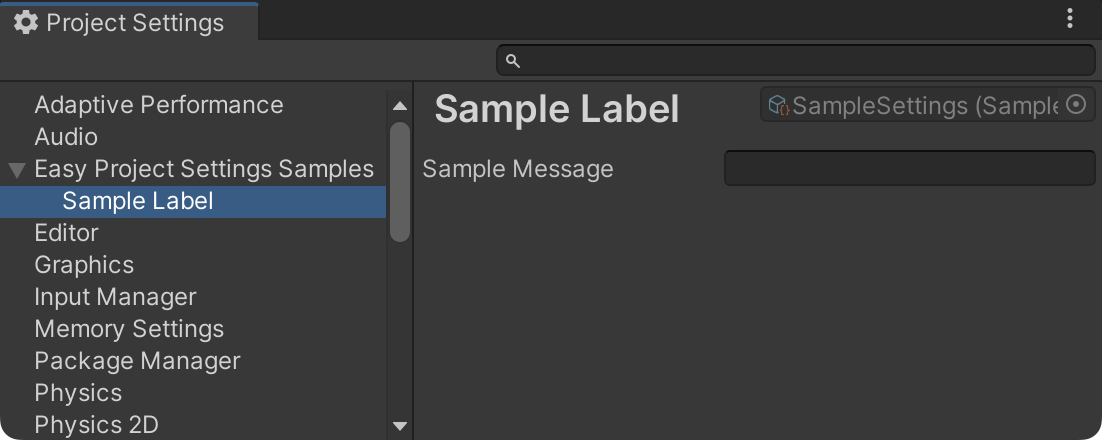 Project Settings
Adaptive Performance
Audio
Easy Project Settings Samples
Sample Label
Editor
Graphics
Input Manager
Memory Settings
Package Manager
Physics
Physics 2D
Sample Label
SampleSettings (Sample
Sample Message